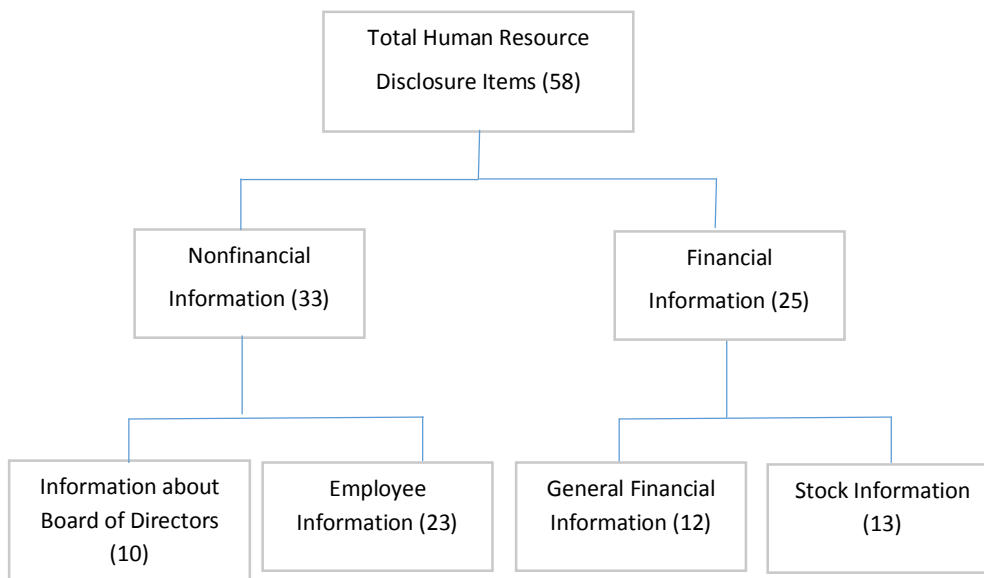 Total Human Resource
Disclosure Items (58)
Nonfinancial
Information (33)
Financial
Information (25)
Information about
Board of Directors
(10)
Employee
Information (23)
General Financial
Information (12)
Stock Information
(13)